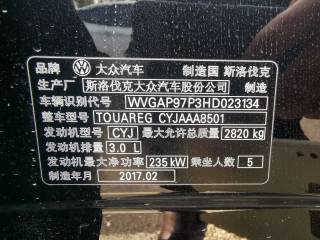 品牌 大众汽车 制造国 斯洛伐克
斯洛伐克大众汽车股份公司 制造
车辆识别代号 WVGAP97P3HD023134
整车型号 TOUAREG CYJAAA8501
发动机型号 CYJ 最大允许总质量 2820 kg
发动机排量 3.0 L
发动机最大净功率 235 kW 乘坐人数 5
制造年月 2017.02